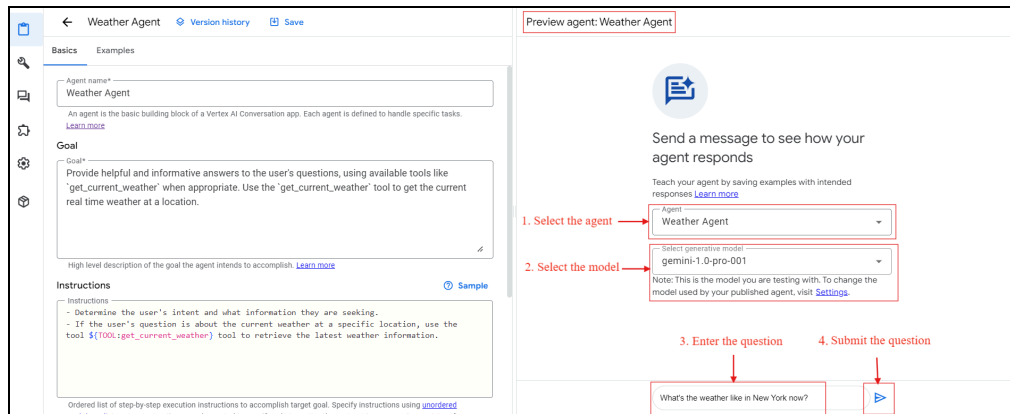 Weather Agent
Version history
Save
Basics
Examples
Agent name*
Weather Agent
An agent is the basic building block of a Vertex AI Conversation app. Each agent is defined to handle specific tasks.
Learn more
Goal
Goal*
Provide helpful and informative answers to the user's questions, using available tools like
`get_current_weather` when appropriate. Use the `get_current_weather` tool to get the current
real time weather at a location.
High level description of the goal the agent intends to accomplish. Learn more
Instructions
Sample
Instructions
- Determine the user's intent and what information they are seeking.
- If the user's question is about the current weather at a specific location, use the
tool ${TOOL:get_current_weather} tool to retrieve the latest weather information.
Ordered list of step-by-step execution instructions to accomplish target goal. Specify instructions using unordered
Preview agent: Weather Agent
Send a message to see how your
agent responds
Teach your agent by saving examples with intended
responses Learn more
1. Select the agent
Agent
Weather Agent
2. Select the model
Select generative model
gemini-1.0-pro-001
Note: This is the model you are testing with. To change the
model used by your published agent, visit Settings.
3. Enter the question
4, Submit the question
What's the weather like in New York now?